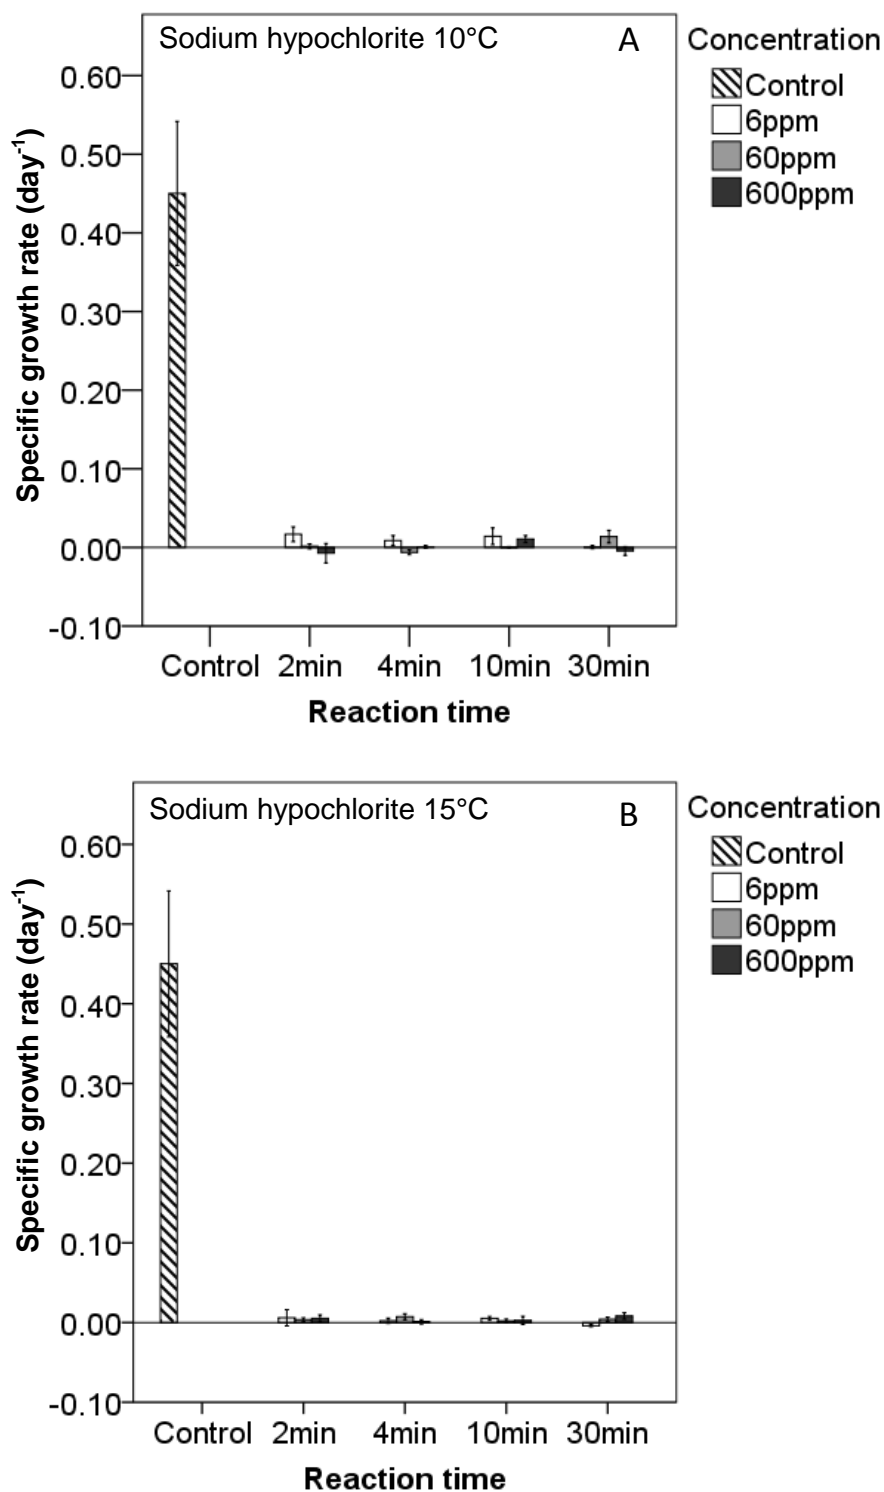 Sodium hypochlorite 10°C
A
Concentration
Control
6ppm
60ppm
600ppm
Specific growth rate (day-1)
0.60
0.50
0.40
0.30
0.20
0.10
0.00
-0.10
Control 2min 4min 10min 30min
Reaction time
Sodium hypochlorite 15°C
B
Concentration
Control
6ppm
60ppm
600ppm
Specific growth rate (day-1)
0.60
0.50
0.40
0.30
0.20
0.10
0.00
-0.10
Control 2min 4min 10min 30min
Reaction time